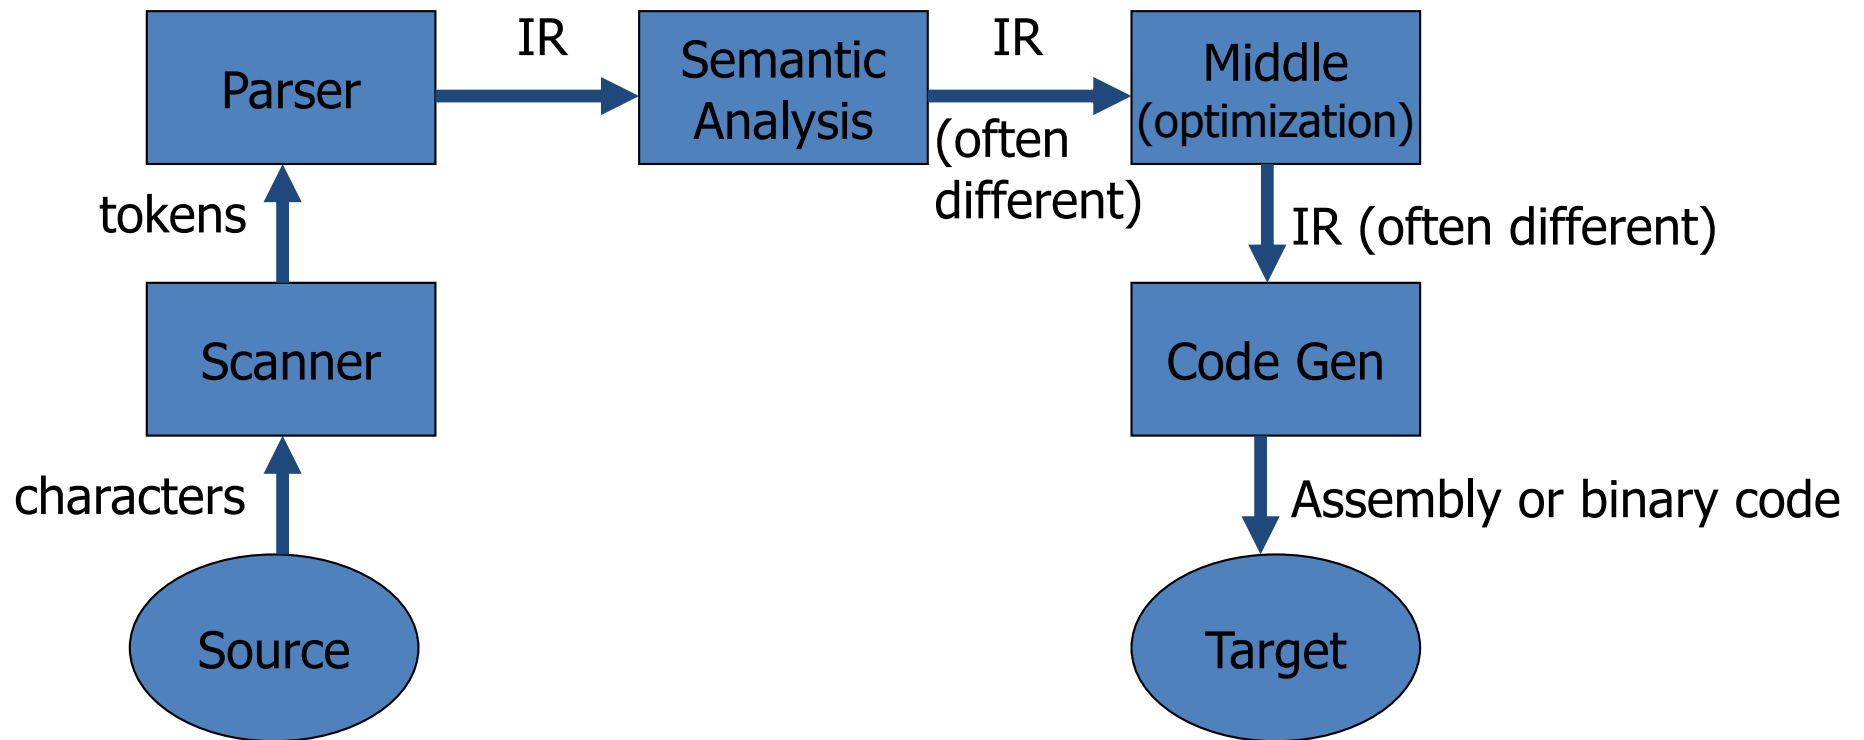 IR
IR
Parser
Semantic
Analysis
Middle
(optimization)
(often
different)
tokens
IR (often different)
Scanner
Code Gen
characters
Assembly or binary code
Source
Target